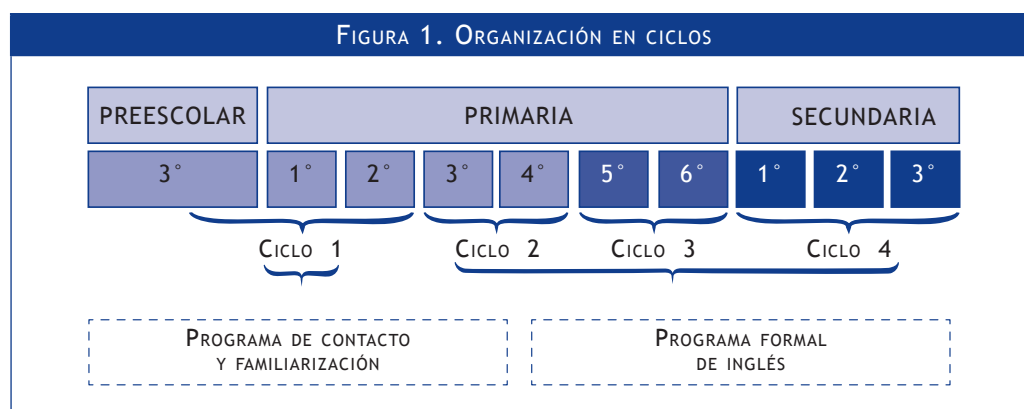 Figura 1. Organización en ciclos
PREESCOLAR PRIMARIA SECUNDARIA
3° 1° 2° 3° 4° 5° 6° 1° 2° 3°
Ciclo 1 Ciclo 2 Ciclo 3 Ciclo 4
Programa de contacto
y familiarización
Programa formal
de inglés